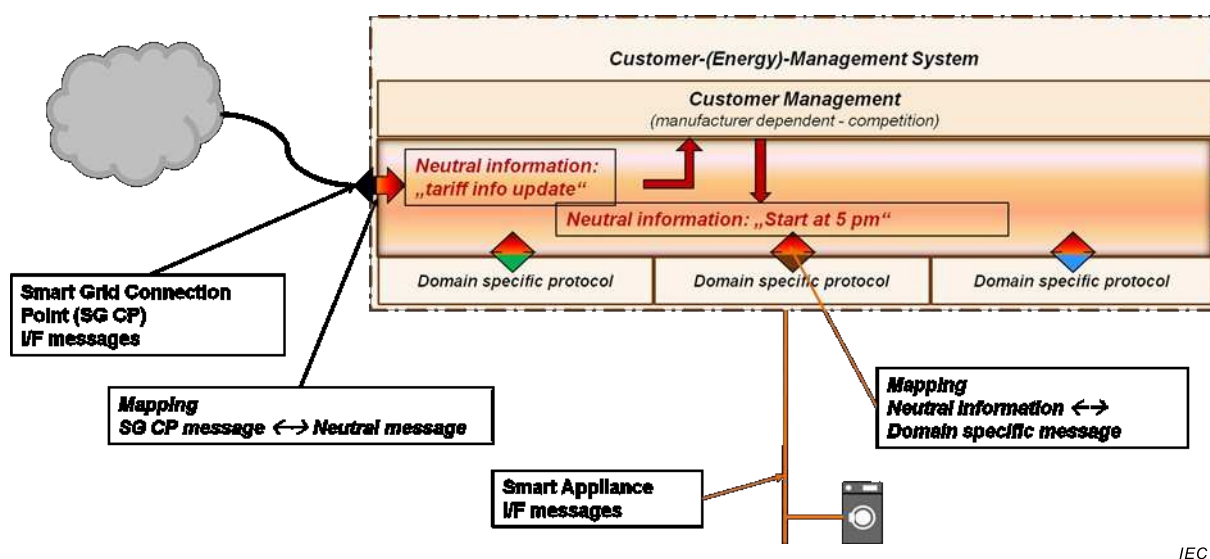 Customer-(Energy)-Management System
Customer Management
(manufacturer dependent - competition)
Neutral information:
„tariff info update“
Neutral information: „Start at 5 pm“
Domain specific protocol
Domain specific protocol
Domain specific protocol
Smart Grid Connection
Point (SG CP)
I/F messages
Mapping
SG CP message <-> Neutral message
Mapping
Neutral Information <->
Domain specific message
Smart Appliance
I/F messages
IEC